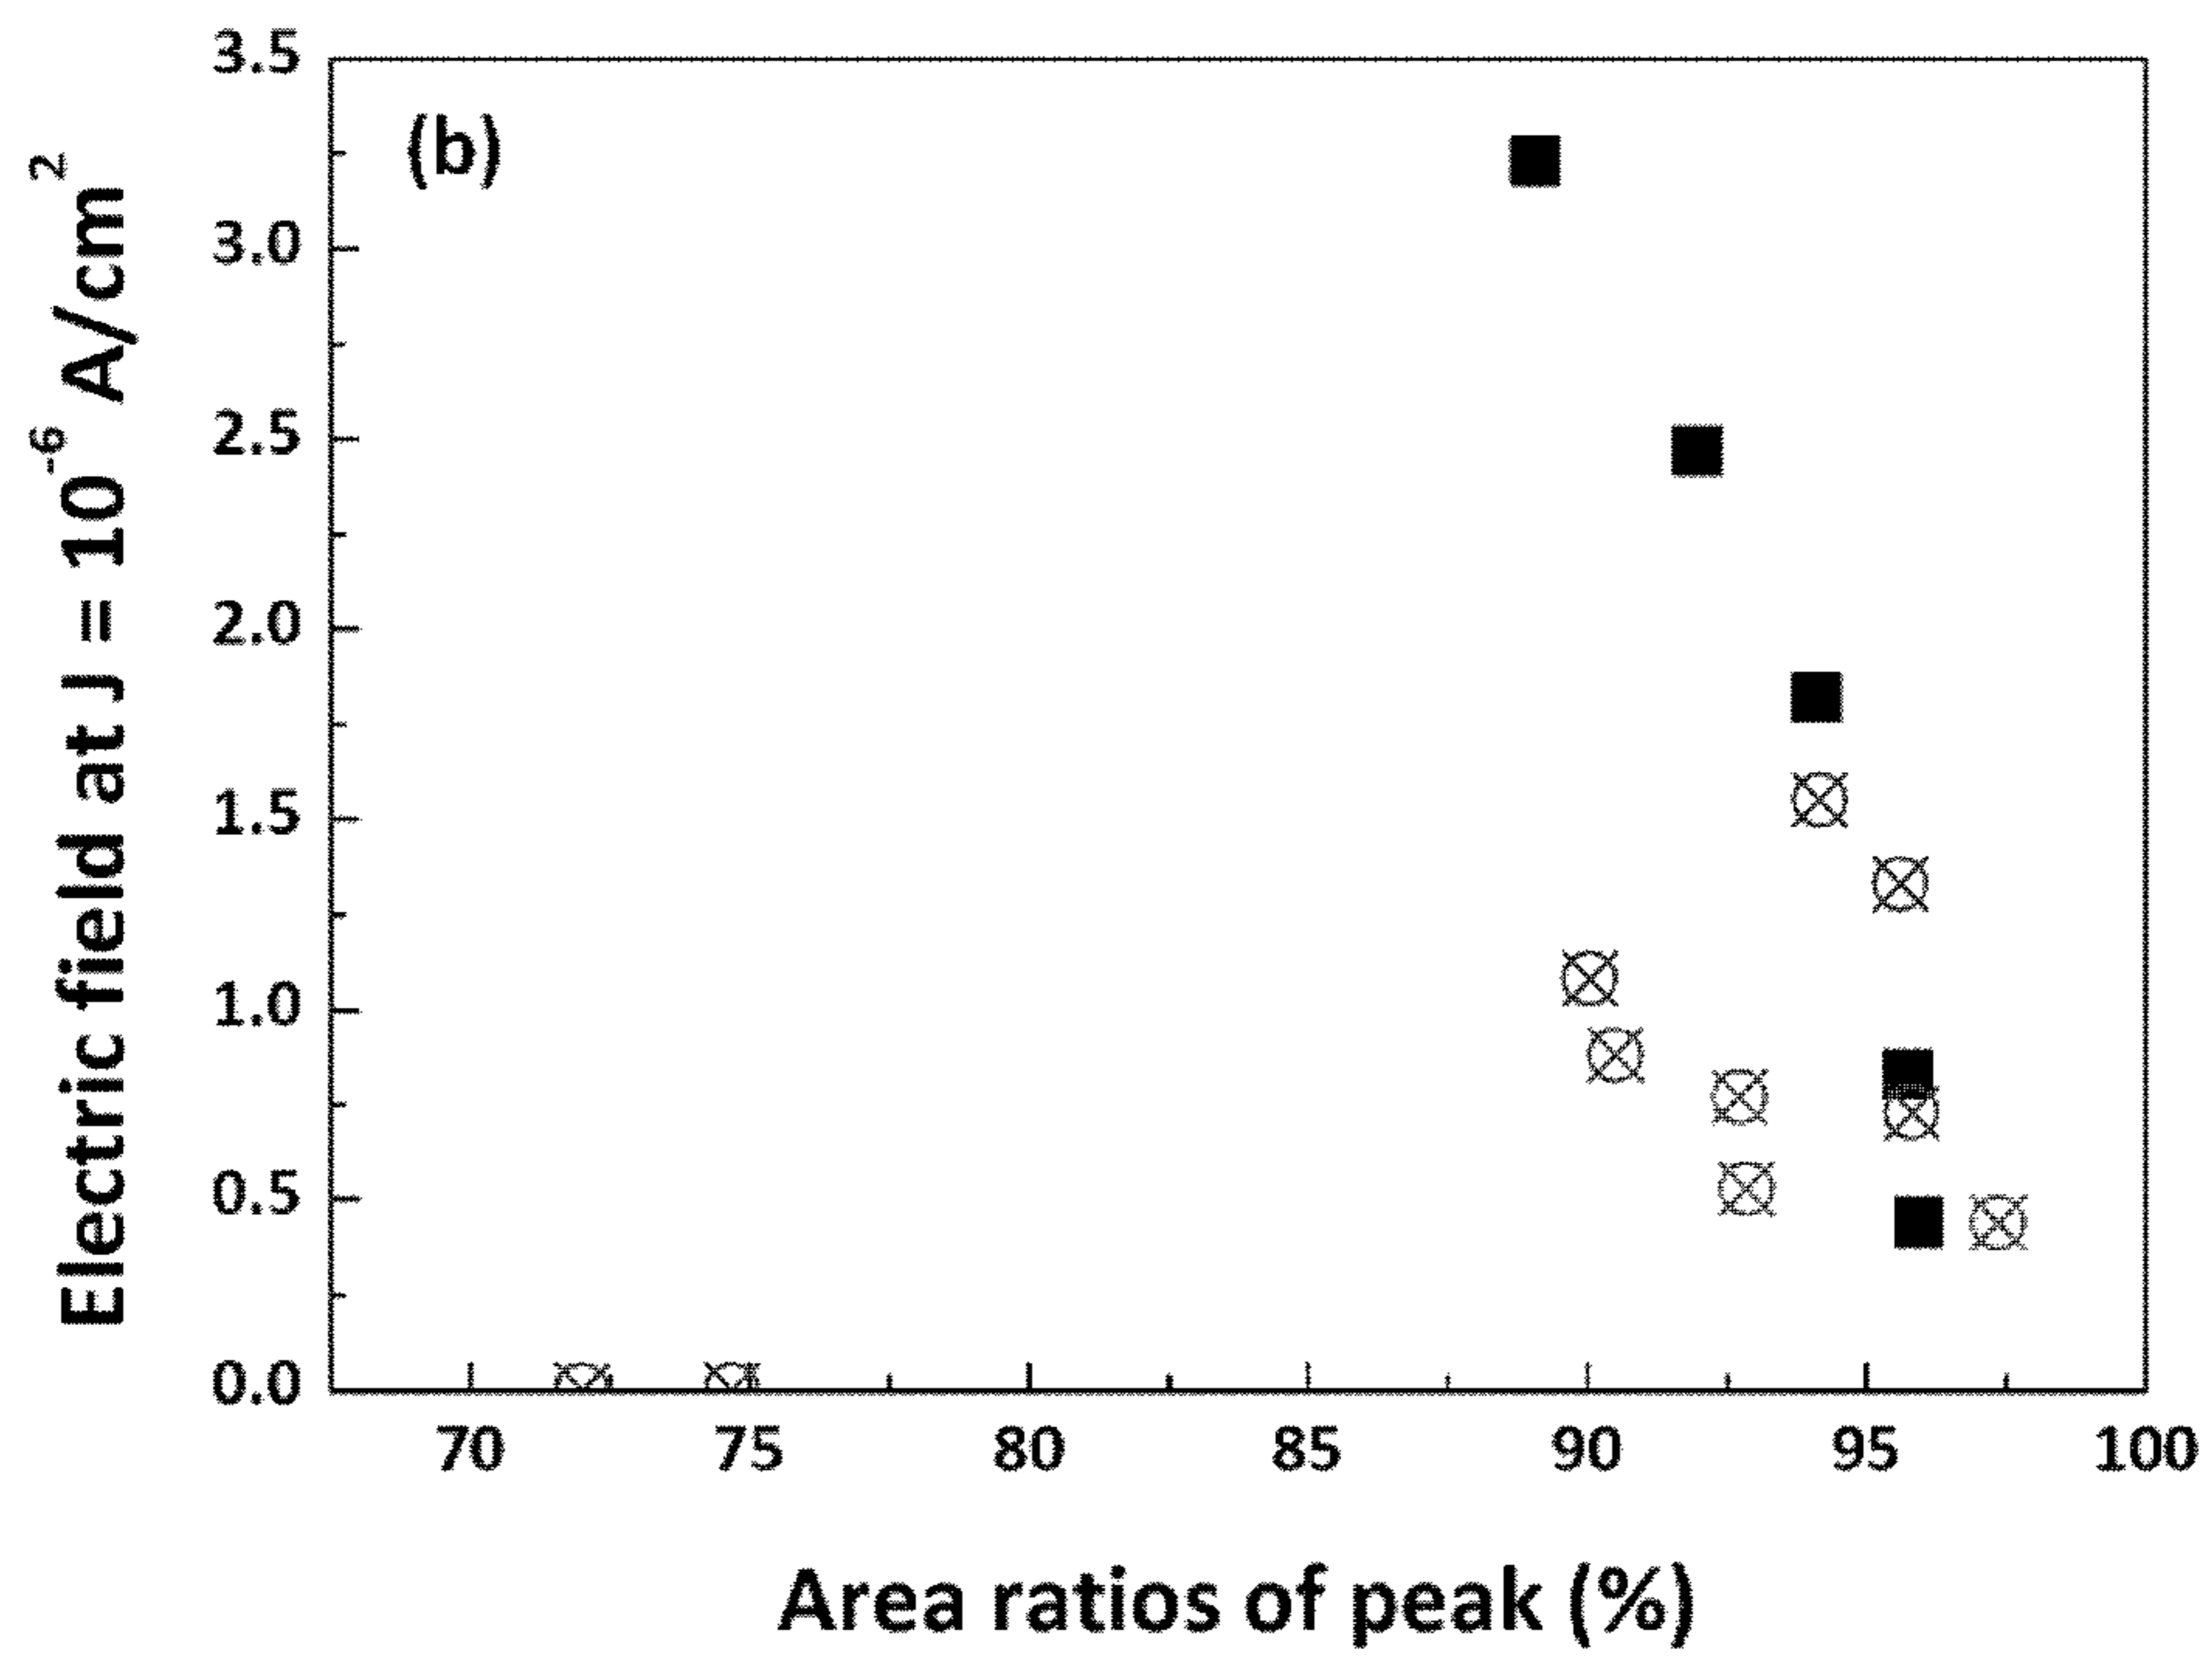 (b)
Electric field at J = 10⁻⁶ A/cm²
3.5
3.0
2.5
2.0
1.5
1.0
0.5
0.0
70 75 80 85 90 95 100
Area ratios of peak (%)